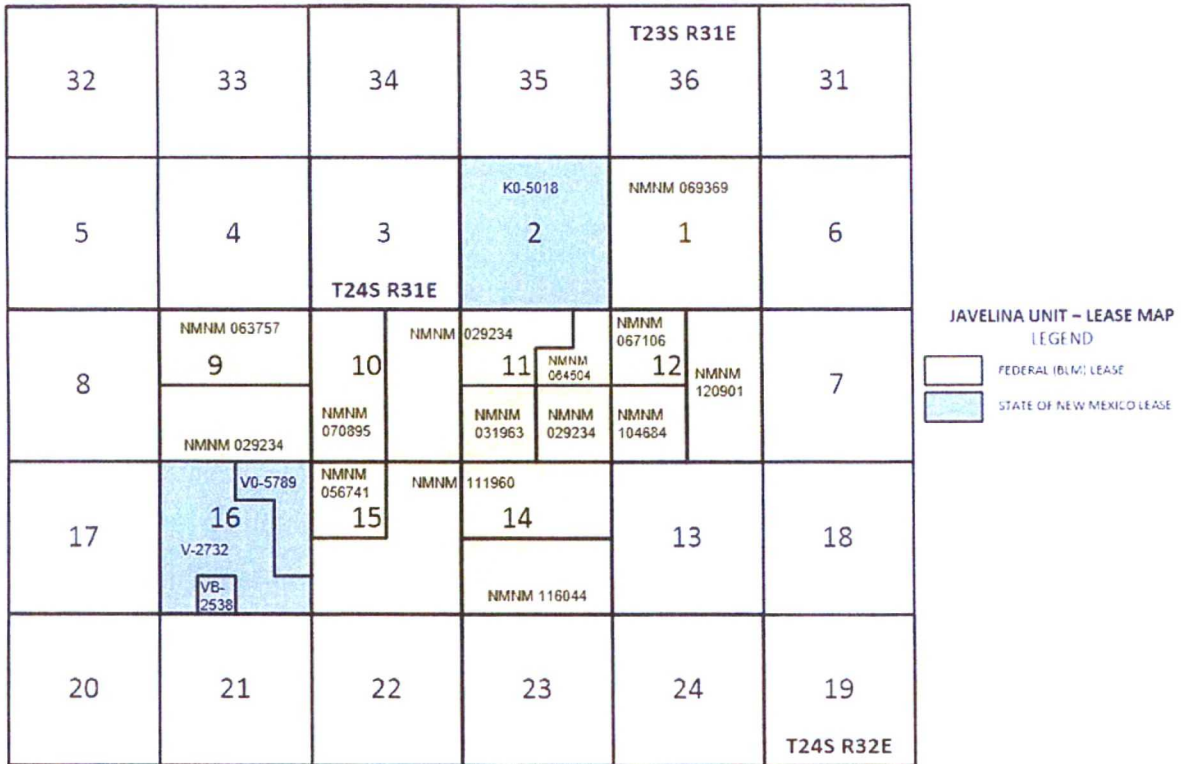 T23S R31E
32
33
34
35
36
31
K0-5018
NMNM 069369
5
4
3
2
1
6
T24S R31E
NMNM 063757
NMNM 029234
NMNM
067106
8
9
10
11
12
7
NMNM
064504
NMNM
120901
NMNM
070895
NMNM
031963
NMNM
029234
NMNM
104684
NMNM 029234
V0-5789
NMNM
056741
NMNM 111960
17
16
15
14
13
18
V-2732
VB-
2538
NMNM 116044
20
21
22
23
24
19
T24S R32E
JAVELINA UNIT – LEASE MAP
LEGEND
FEDERAL (BLM) LEASE
STATE OF NEW MEXICO LEASE